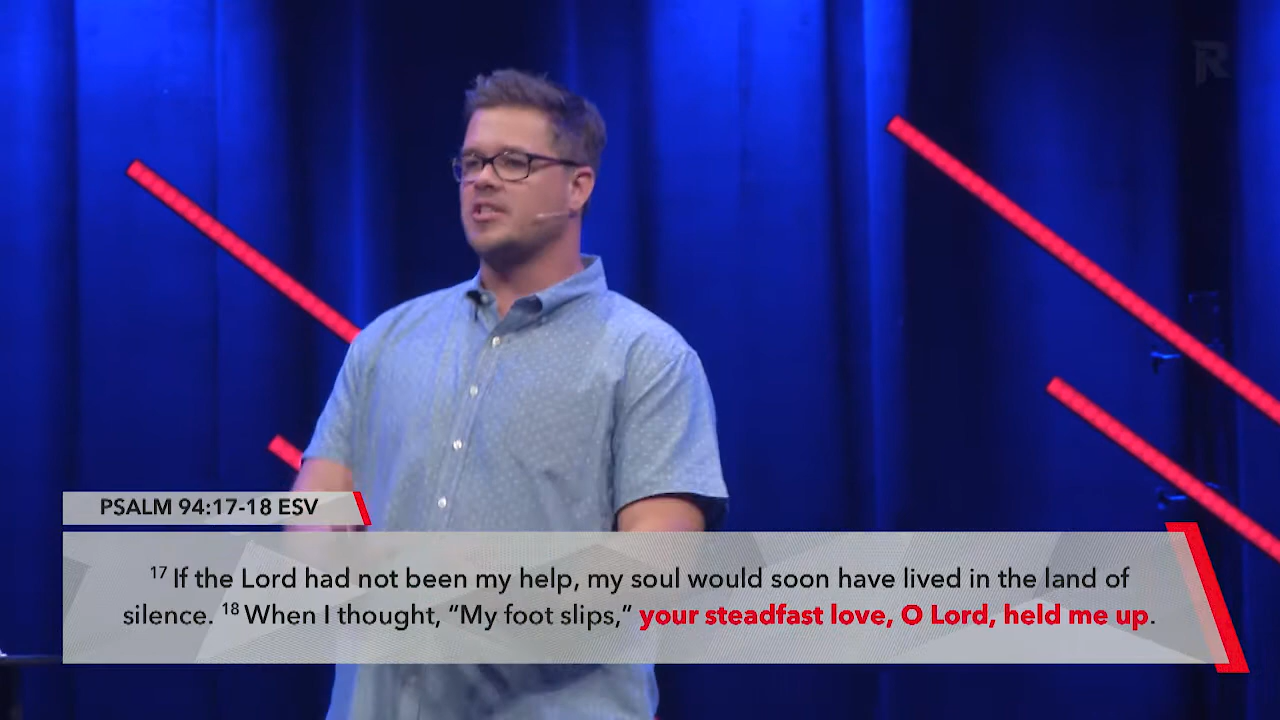 R
PSALM 94:17-18 ESV
17 If the Lord had not been my help, my soul would soon have lived in the land of
silence. 18 When I thought, “My foot slips,” your steadfast love, O Lord, held me up.